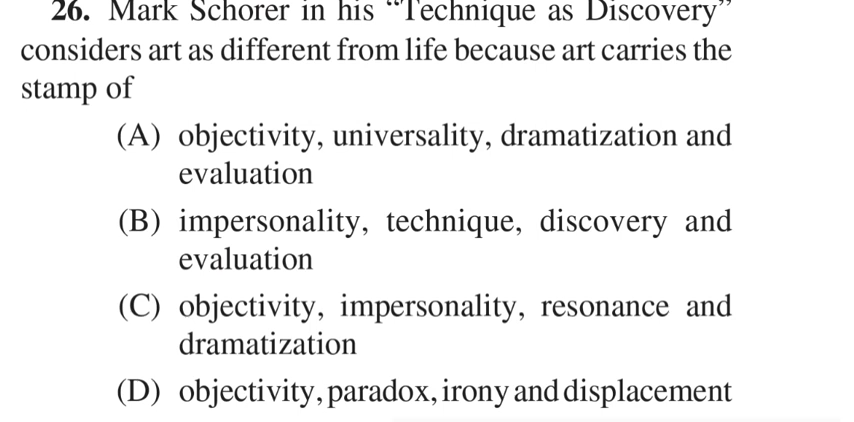 26. Mark Schorer in his “Technique as Discovery”
considers art as different from life because art carries the
stamp of
(A) objectivity, universality, dramatization and
evaluation
(B) impersonality, technique, discovery and
evaluation
(C) objectivity, impersonality, resonance and
dramatization
(D) objectivity, paradox, irony and displacement